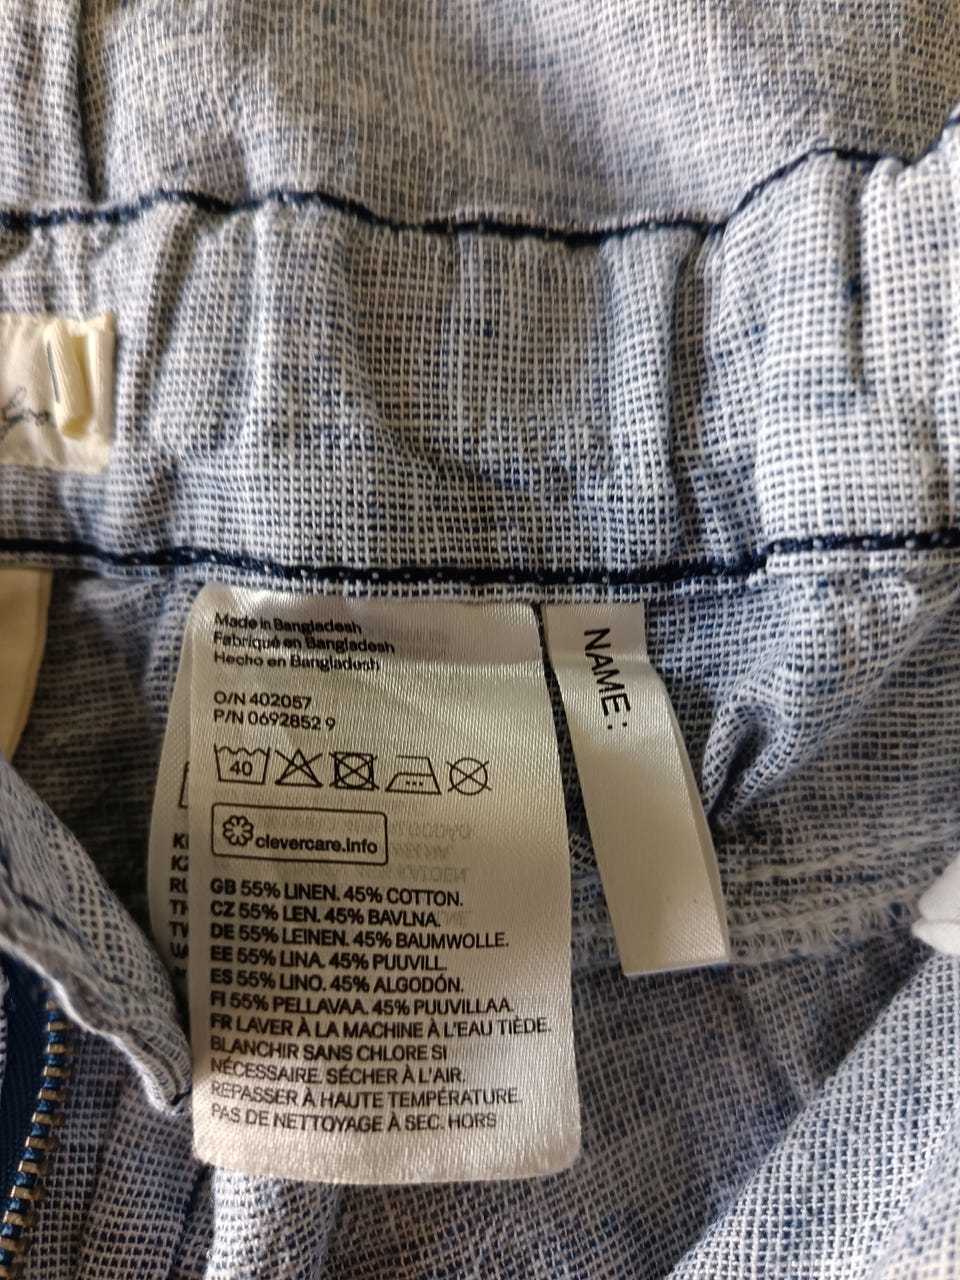 Made in Bangladesh
Fabriqué en Bangladesh
Hecho en Bangladesh
O/N 402057
P/N 0692852 9
40
clevercare.info
GB 55% LINEN. 45% COTTON.
CZ 55% LEN. 45% BAVLNA.
DE 55% LEINEN. 45% BAUMWOLLE.
EE 55% LINA. 45% PUUVILL.
ES 55% LINO. 45% ALGODÓN.
FI 55% PELLAVAA. 45% PUUVILLAA.
FR LAVER À LA MACHINE À L'EAU TIÈDE.
BLANCHIR SANS CHLORE SI
NÉCESSAIRE. SÉCHER À L'AIR.
REPASSER À HAUTE TEMPÉRATURE.
PAS DE NETTOYAGE À SEC. HORS
NAME: